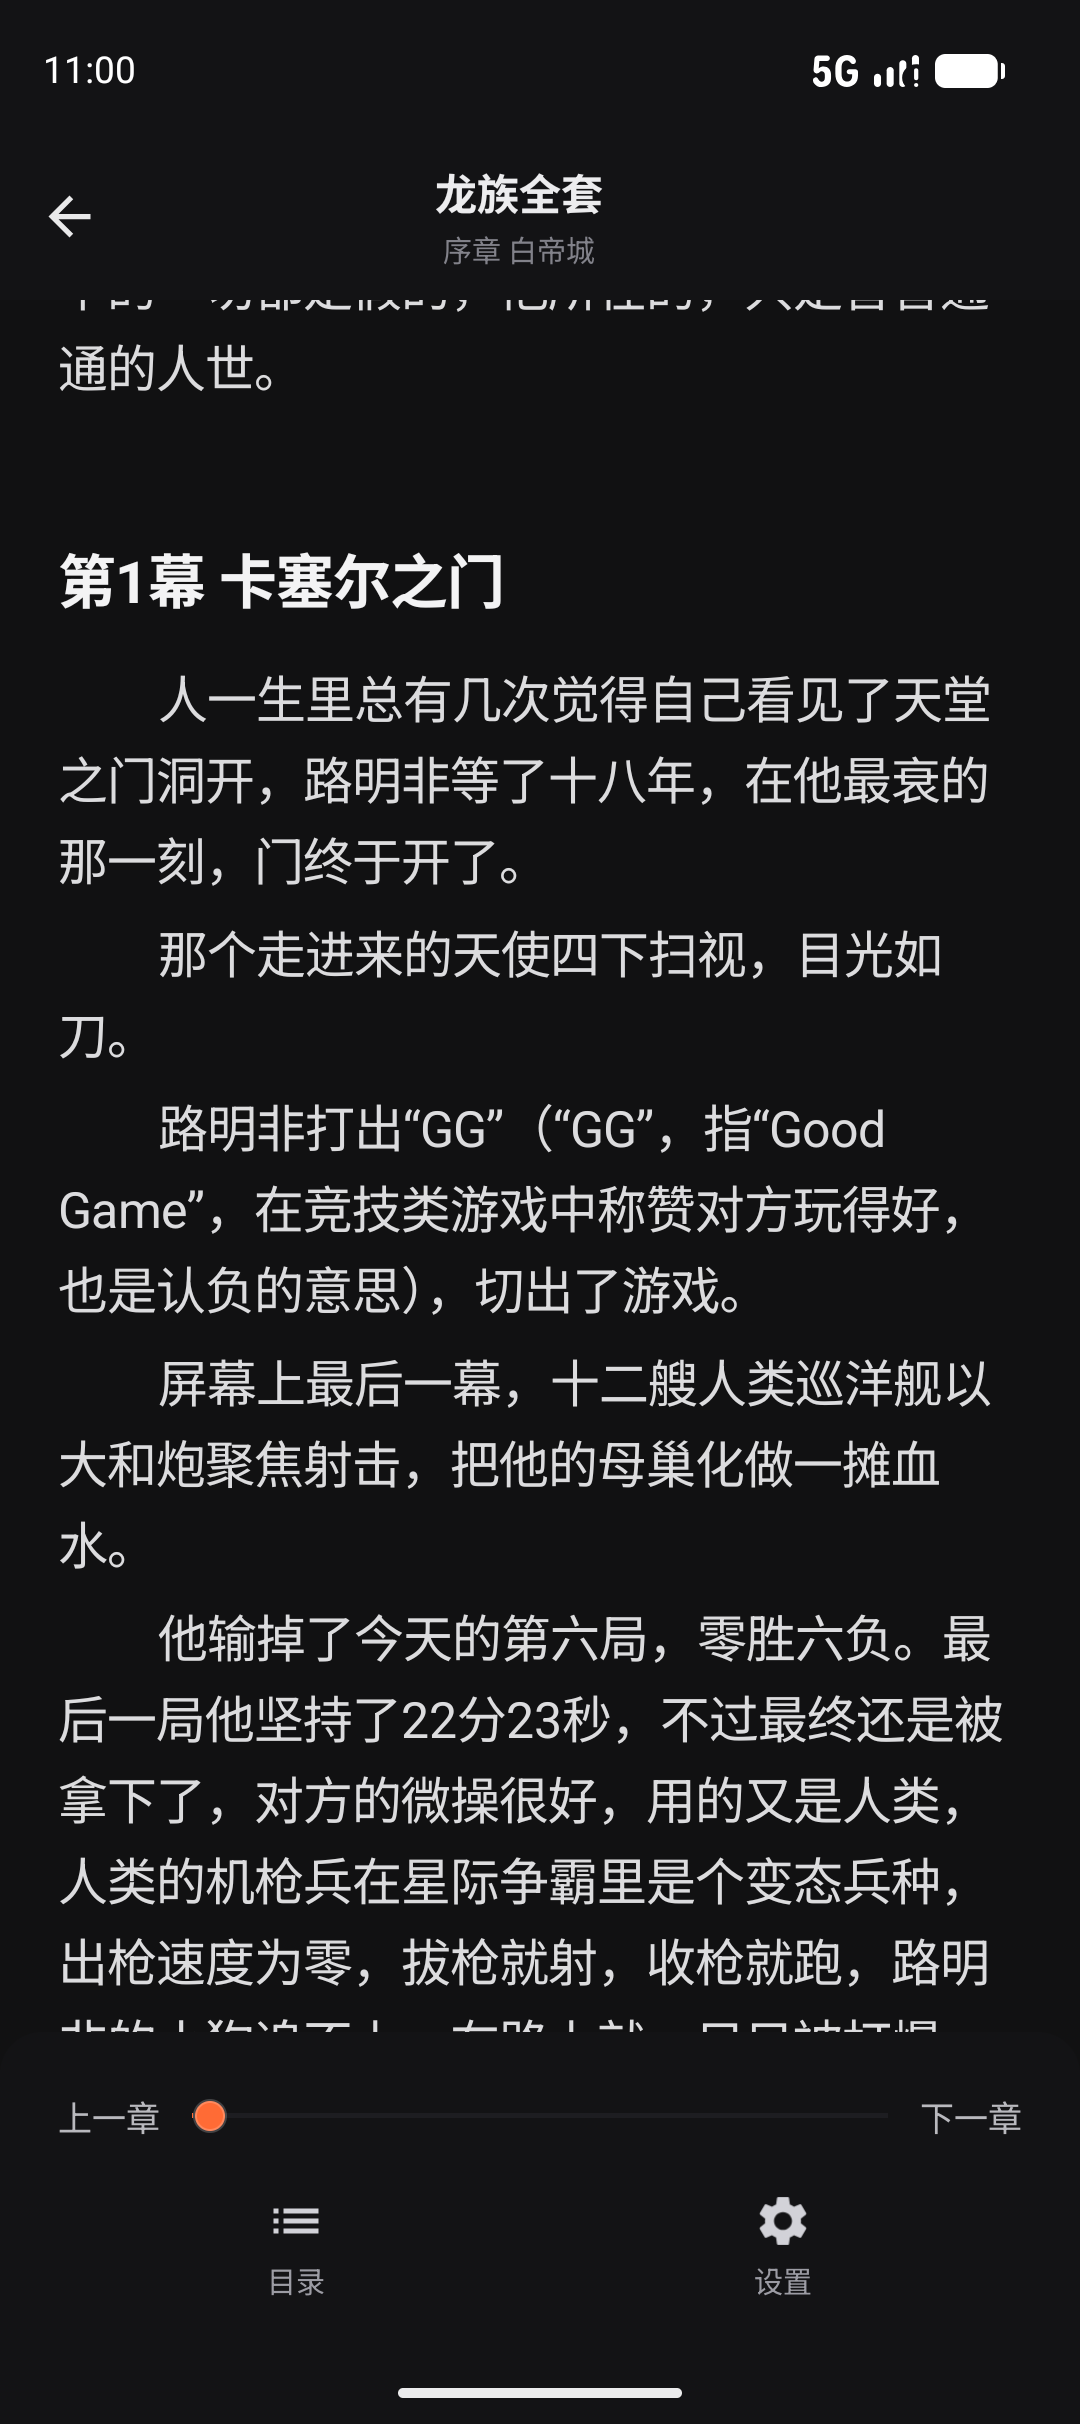 11:00
5G
龙族全套
序章 白帝城
通的人世。
第1幕 卡塞尔之门
人一生里总有几次觉得自己看见了天堂
之门洞开，路明非等了十八年，在他最衰的
那一刻，门终于开了。
那个走进来的天使四下扫视，目光如
刀。
路明非打出“GG”（“GG”，指“Good
Game”，在竞技类游戏中称赞对方玩得好，
也是认负的意思），切出了游戏。
屏幕上最后一幕，十二艘人类巡洋舰以
大和炮聚焦射击，把他的母巢化做一摊血
水。
他输掉了今天的第六局，零胜六负。最
后一局他坚持了22分23秒，不过最终还是被
拿下了，对方的微操很好，用的又是人类，
人类的机枪兵在星际争霸里是个变态兵种，
出枪速度为零，拔枪就射，收枪就跑，路明
上一章
下一章
目录
设置